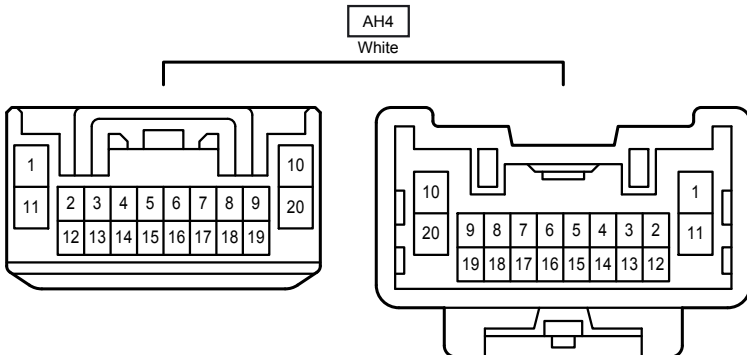 AH4
White
1 10
11 2 3 4 5 6 7 8 9 20
12 13 14 15 16 17 18 19
10 1
20 9 8 7 6 5 4 3 2 11
19 18 17 16 15 14 13 12